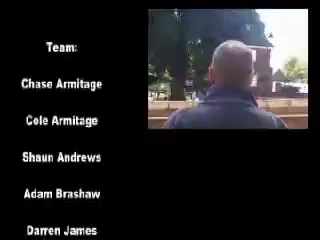 Team:
Chase Armitage
Cole Armitage
Shaun Andrews
Adam Brashaw
Darren James